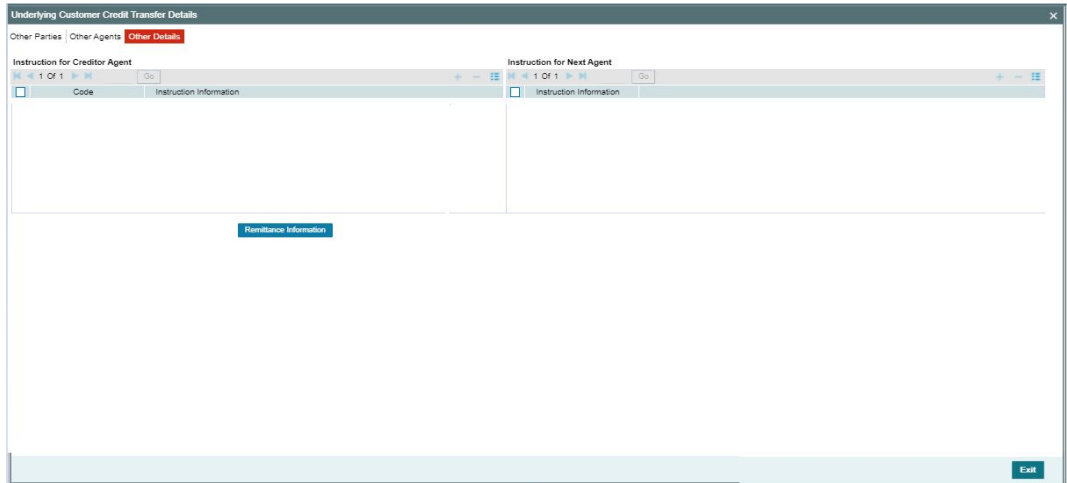 Underlying Customer Credit Transfer Details
Other Parties Other Agents Other Details
Instruction for Creditor Agent Instruction for Next Agent
1 Of 1 Go 1 Of 1 Go
Code Instruction Information Instruction Information
Remittance Information
Exit